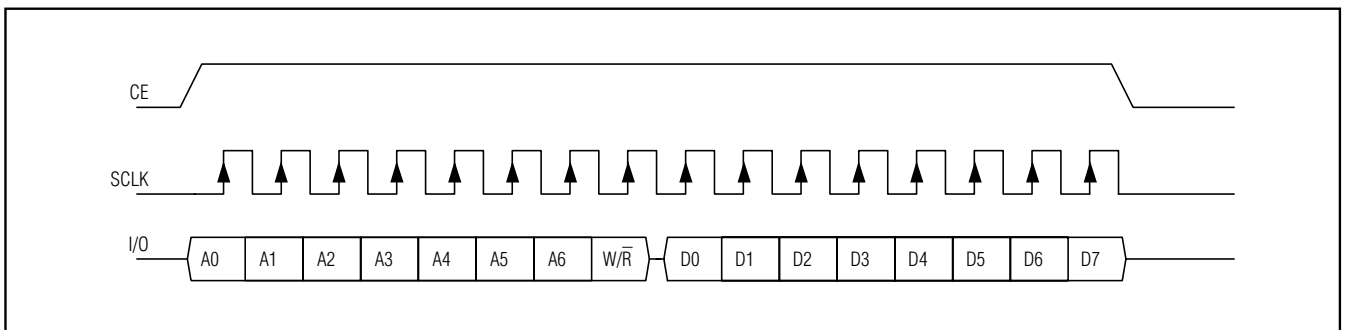 CE
SCLK
I/O A0 A1 A2 A3 A4 A5 A6 W/R̅ D0 D1 D2 D3 D4 D5 D6 D7